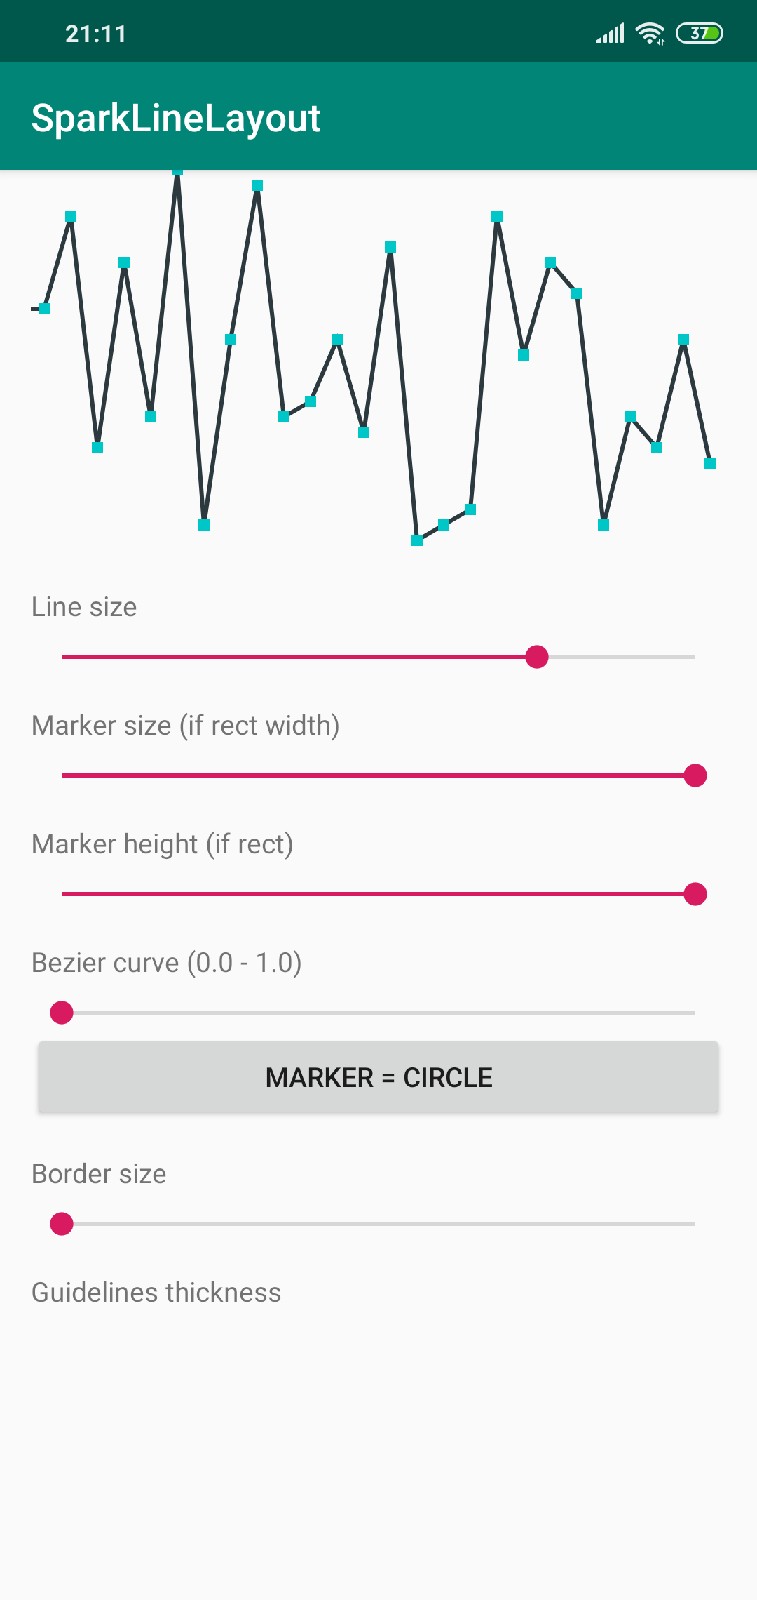 21:11
37
SparkLineLayout
Line size
Marker size (if rect width)
Marker height (if rect)
Bezier curve (0.0 - 1.0)
MARKER = CIRCLE
Border size
Guidelines thickness